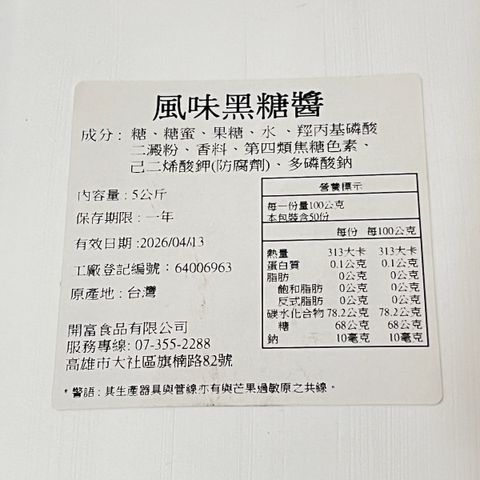 風味黑糖醬
成分：糖、糖蜜、果糖、水、羥丙基磷酸
二澱粉、香料、第四類焦糖色素、
己二烯酸鉀(防腐劑)、多磷酸鈉
內容量：5公斤
保存期限：一年
有效日期:2026/04/13
工廠登記編號：64006963
原產地：台灣
開富食品有限公司
服務專線: 07-355-2288
高雄市大社區旗楠路82號
營養標示
每一份量100公克
本包裝含50份
每份 每100公克
熱量 313大卡 313大卡
蛋白質 0.1公克 0.1公克
脂肪 0公克 0公克
飽和脂肪 0公克 0公克
反式脂肪 0公克 0公克
碳水化合物 78.2公克 78.2公克
糖 68公克 68公克
鈉 10毫克 10毫克
*警語：其生產器具與管線亦有與芒果過敏原之共線。